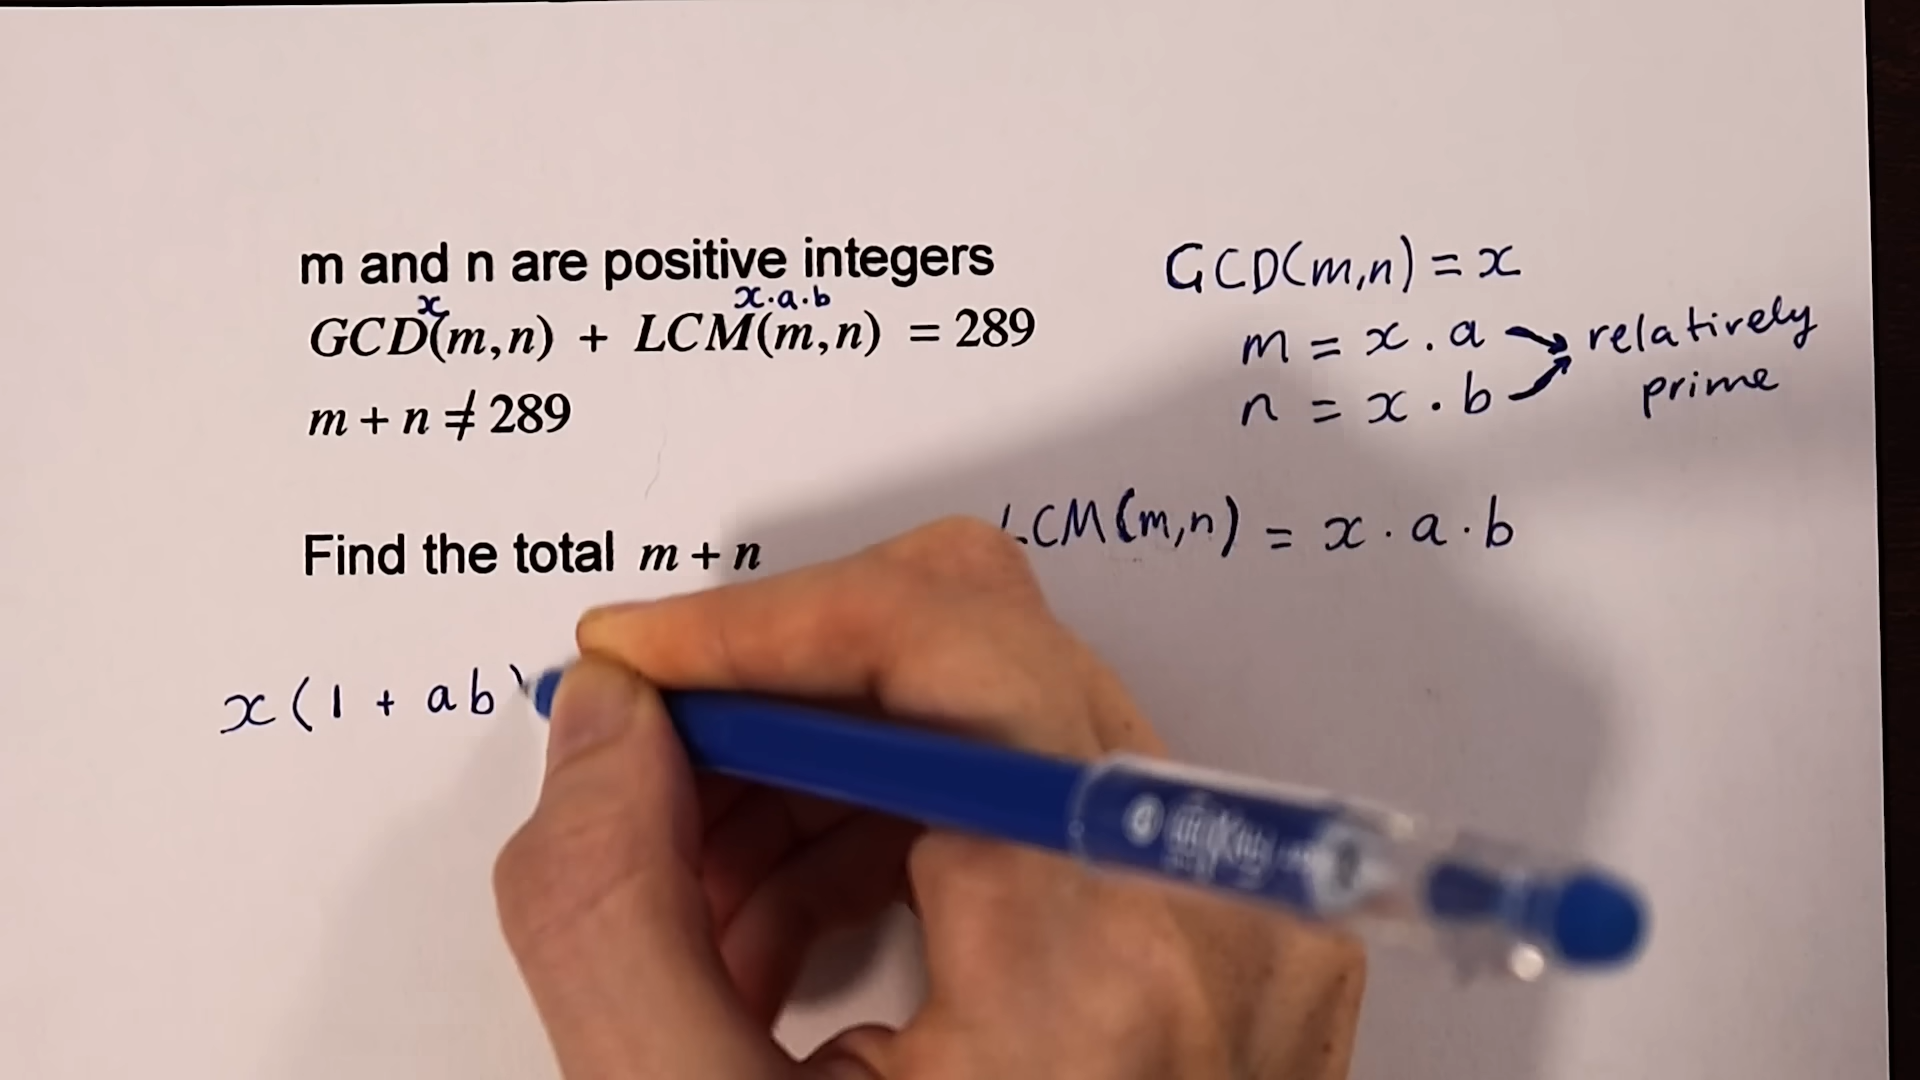 m and n are positive integers
x x·a·b
GCD(m,n) + LCM(m,n) = 289
m + n ≠ 289
Find the total m + n
x(1 + ab)
GCD(m,n) = x
m = x . a
n = x · b
relatively
prime
LCM(m,n) = x · a · b